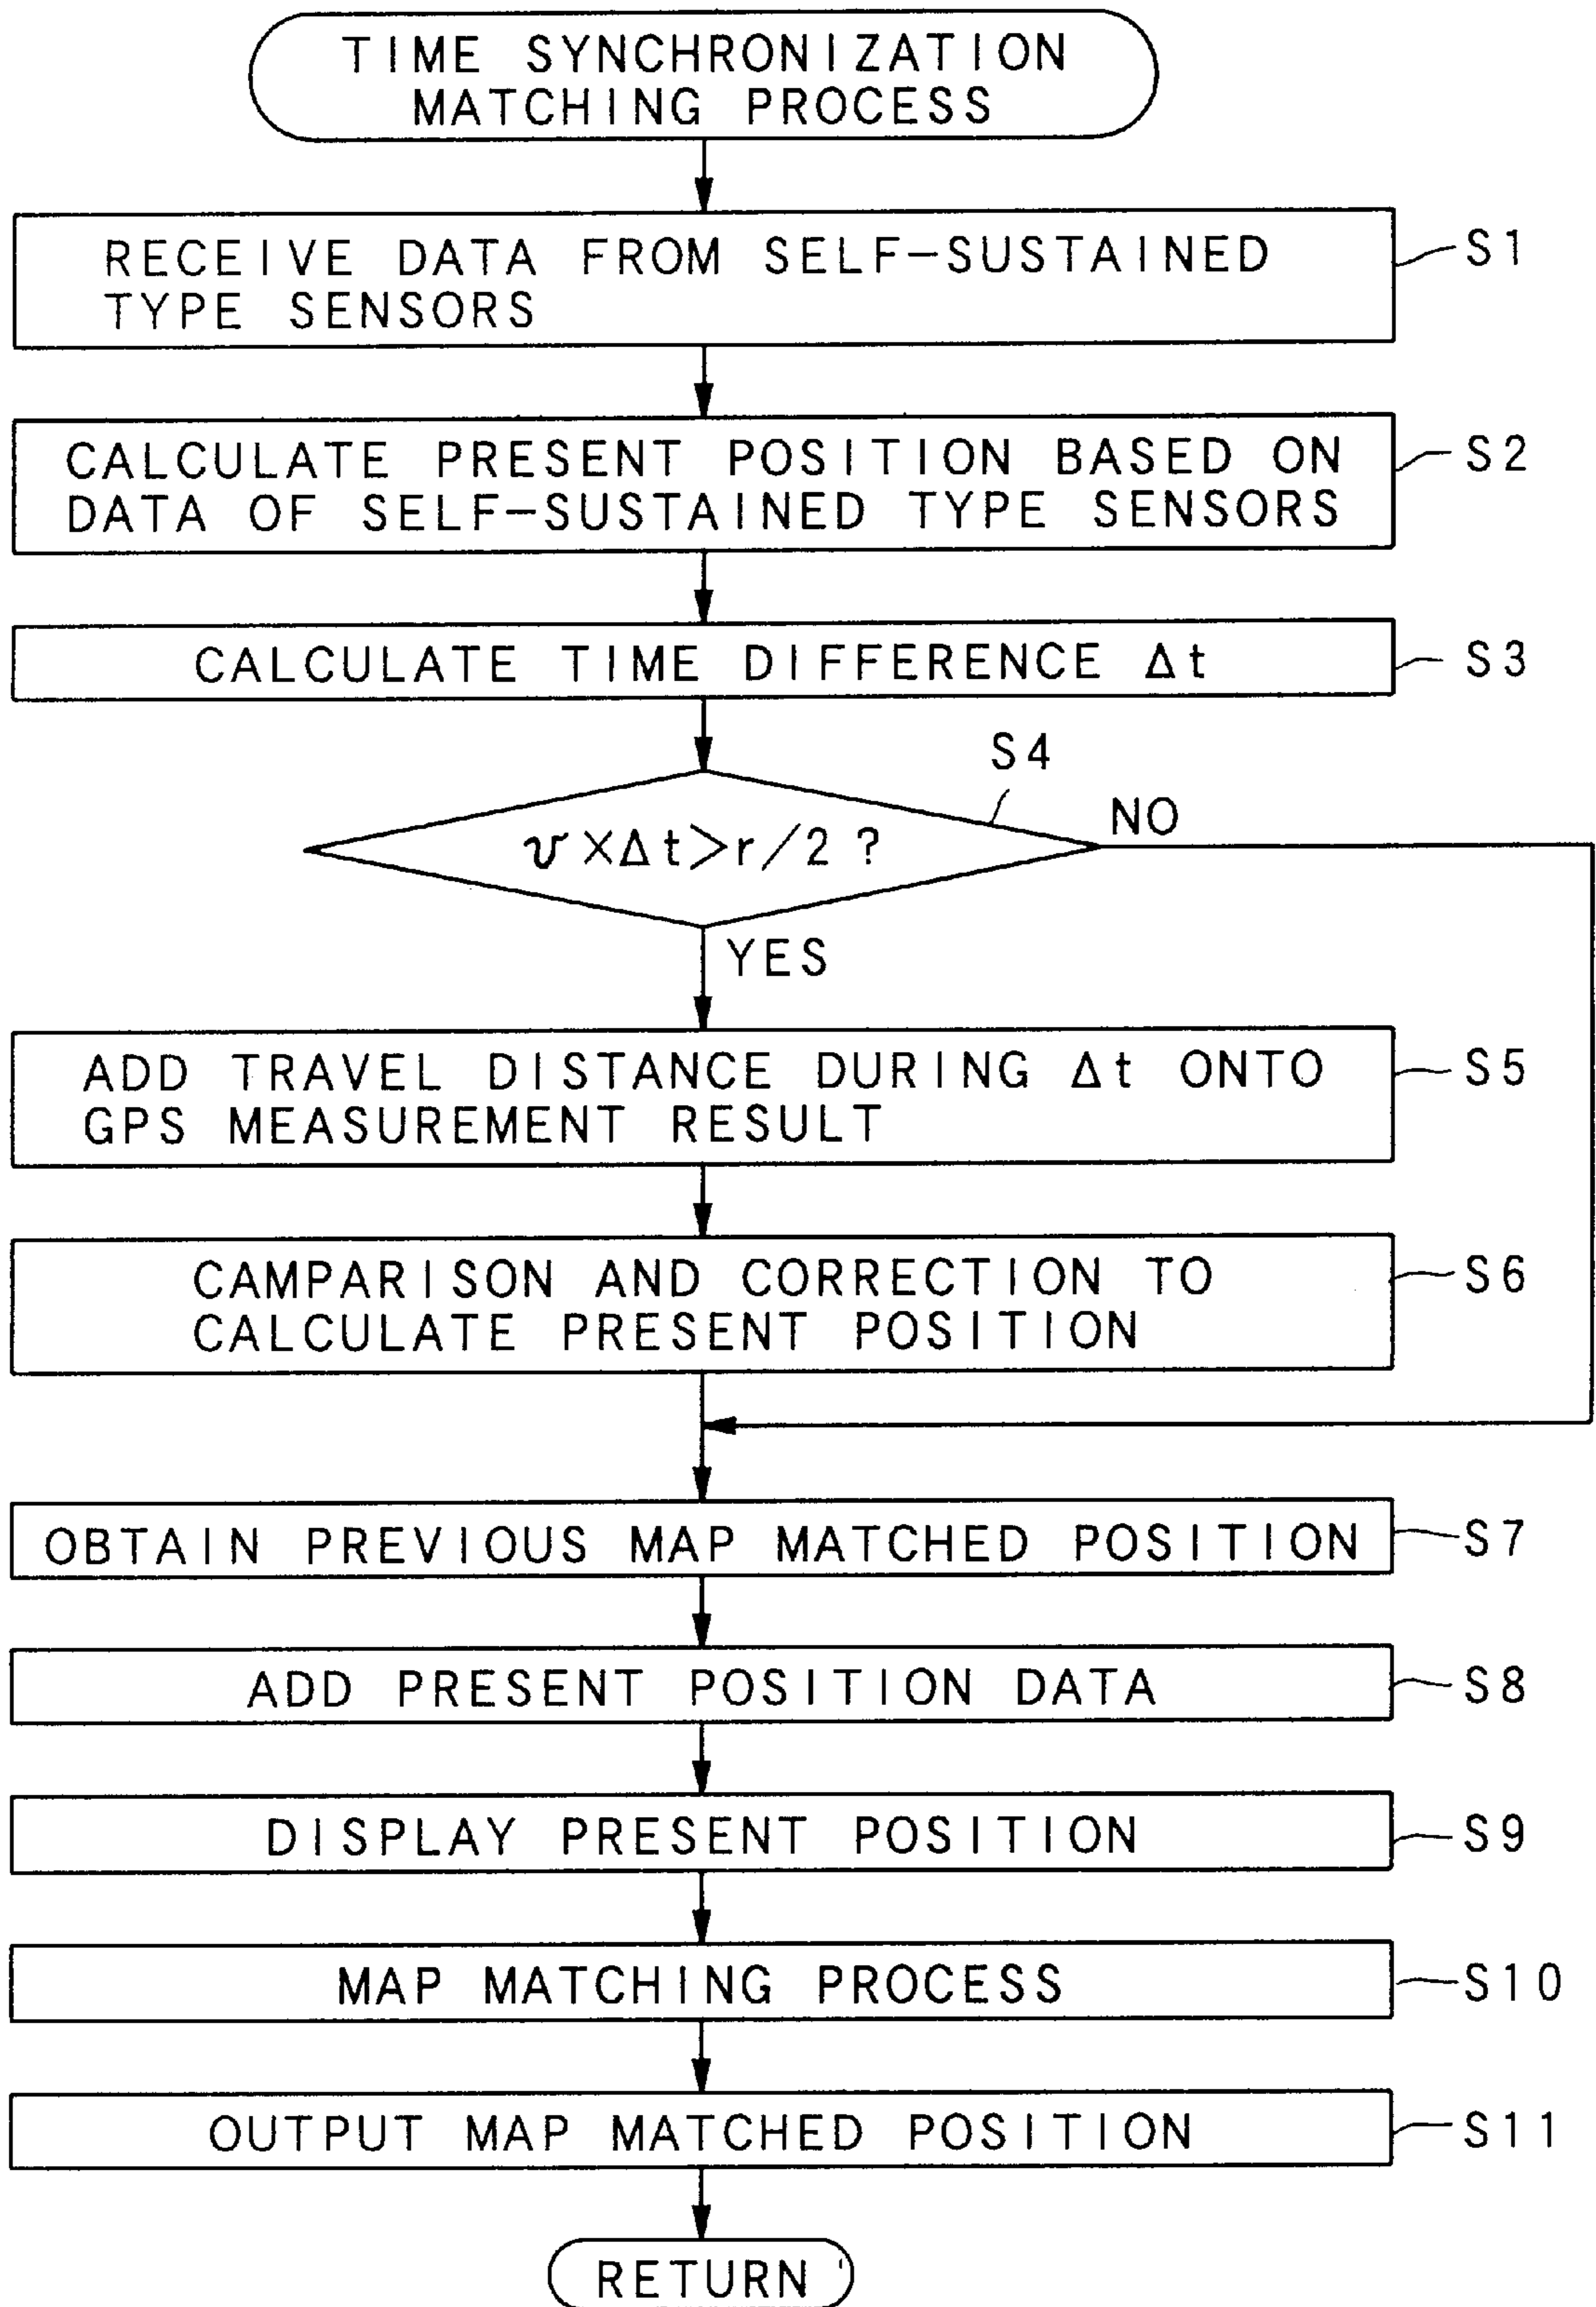 TIME SYNCHRONIZATION
MATCHING PROCESS
RECEIVE DATA FROM SELF-SUSTAINED
TYPE SENSORS
S1
CALCULATE PRESENT POSITION BASED ON
DATA OF SELF-SUSTAINED TYPE SENSORS
S2
CALCULATE TIME DIFFERENCE Δt
S3
S4
v×Δt>r/2 ?
NO
YES
ADD TRAVEL DISTANCE DURING Δt ONTO
GPS MEASUREMENT RESULT
S5
CAMPARISON AND CORRECTION TO
CALCULATE PRESENT POSITION
S6
OBTAIN PREVIOUS MAP MATCHED POSITION
S7
ADD PRESENT POSITION DATA
S8
DISPLAY PRESENT POSITION
S9
MAP MATCHING PROCESS
S10
OUTPUT MAP MATCHED POSITION
S11
RETURN